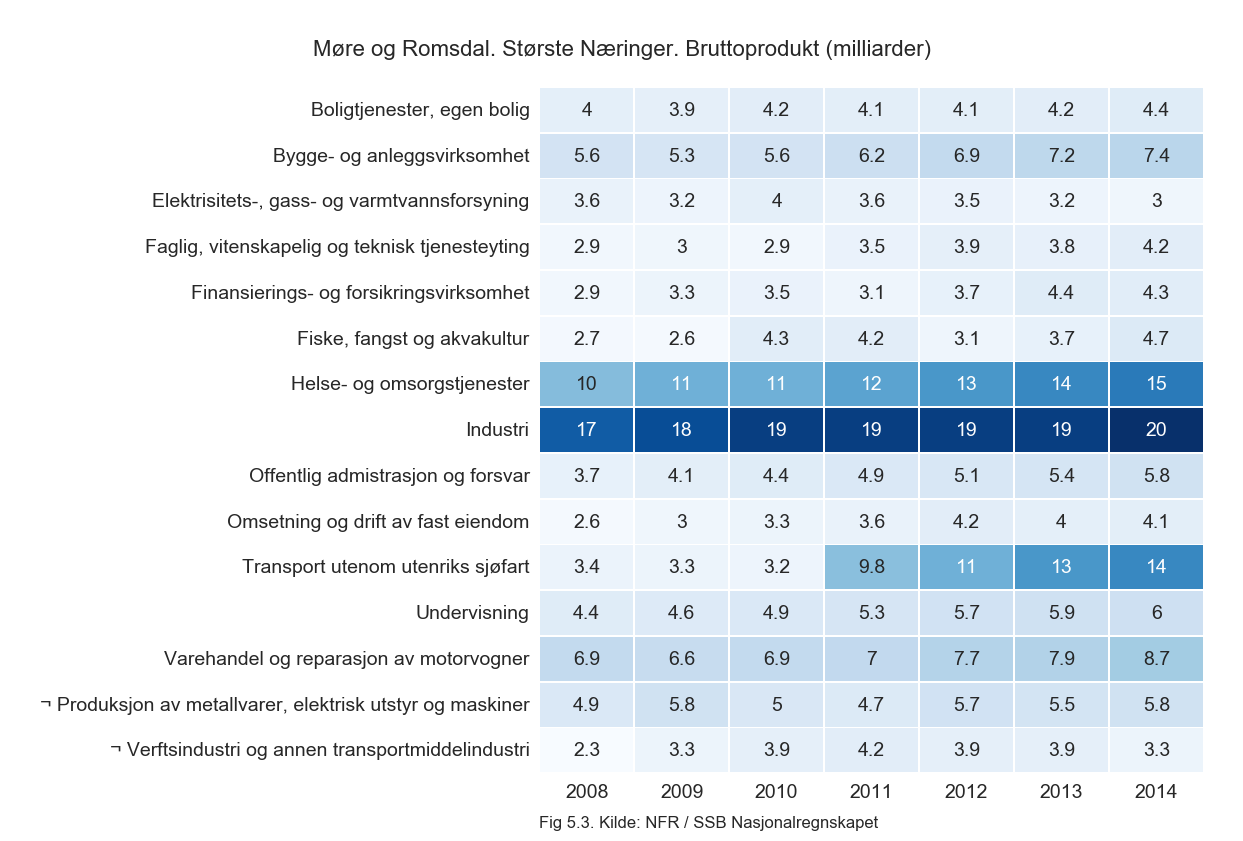 Møre og Romsdal. Største Næringer. Bruttoprodukt (milliarder)
Boligtjenester, egen bolig 4 3.9 4.2 4.1 4.1 4.2 4.4
Bygge- og anleggsvirksomhet 5.6 5.3 5.6 6.2 6.9 7.2 7.4
Elektrisitets-, gass- og varmtvannsforsyning 3.6 3.2 4 3.6 3.5 3.2 3
Faglig, vitenskapelig og teknisk tjenesteyting 2.9 3 2.9 3.5 3.9 3.8 4.2
Finansierings- og forsikringsvirksomhet 2.9 3.3 3.5 3.1 3.7 4.4 4.3
Fiske, fangst og akvakultur 2.7 2.6 4.3 4.2 3.1 3.7 4.7
Helse- og omsorgstjenester 10 11 11 12 13 14 15
Industri 17 18 19 19 19 19 20
Offentlig admistrasjon og forsvar 3.7 4.1 4.4 4.9 5.1 5.4 5.8
Omsetning og drift av fast eiendom 2.6 3 3.3 3.6 4.2 4 4.1
Transport utenom utenriks sjøfart 3.4 3.3 3.2 9.8 11 13 14
Undervisning 4.4 4.6 4.9 5.3 5.7 5.9 6
Varehandel og reparasjon av motorvogner 6.9 6.6 6.9 7 7.7 7.9 8.7
¬ Produksjon av metallvarer, elektrisk utstyr og maskiner 4.9 5.8 5 4.7 5.7 5.5 5.8
¬ Verftsindustri og annen transportmiddelindustri 2.3 3.3 3.9 4.2 3.9 3.9 3.3
2008 2009 2010 2011 2012 2013 2014
Fig 5.3. Kilde: NFR / SSB Nasjonalregnskapet